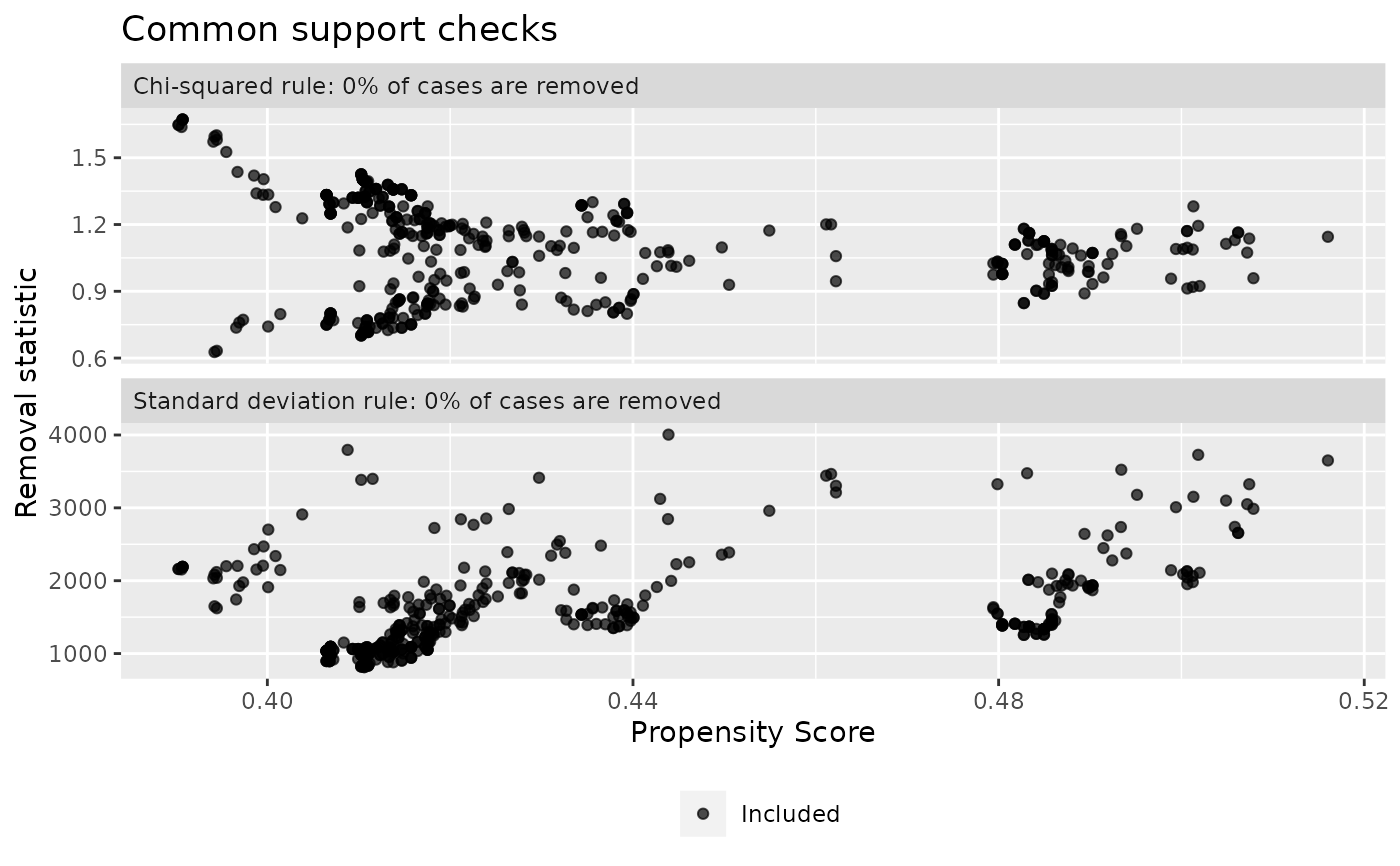 Common support checks
Chi-squared rule: 0% of cases are removed
1.5
1.2
0.9
0.6
Removal statistic
Standard deviation rule: 0% of cases are removed
4000
3000
2000
1000
0.40 0.44 0.48 0.52
Propensity Score
Included